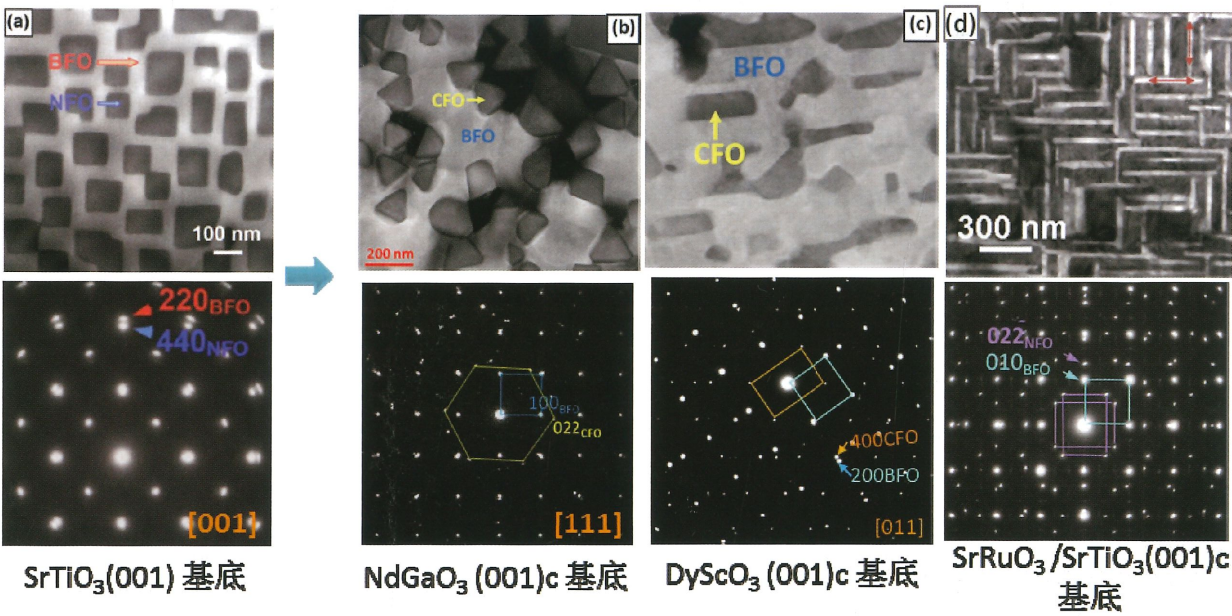 (a)
BFO
NFO
100 nm
(b)
CFO
BFO
200 nm
(c)
BFO
CFO
(d)
300 nm
220BFO
440NFO
[001]
100BFO
022CFO
[111]
400CFO
200BFO
[011]
02̄2NFO
010BFO
SrTiO₃(001) 基底
NdGaO₃ (001)c 基底
DyScO₃ (001)c 基底
SrRuO₃/SrTiO₃(001)c
基底